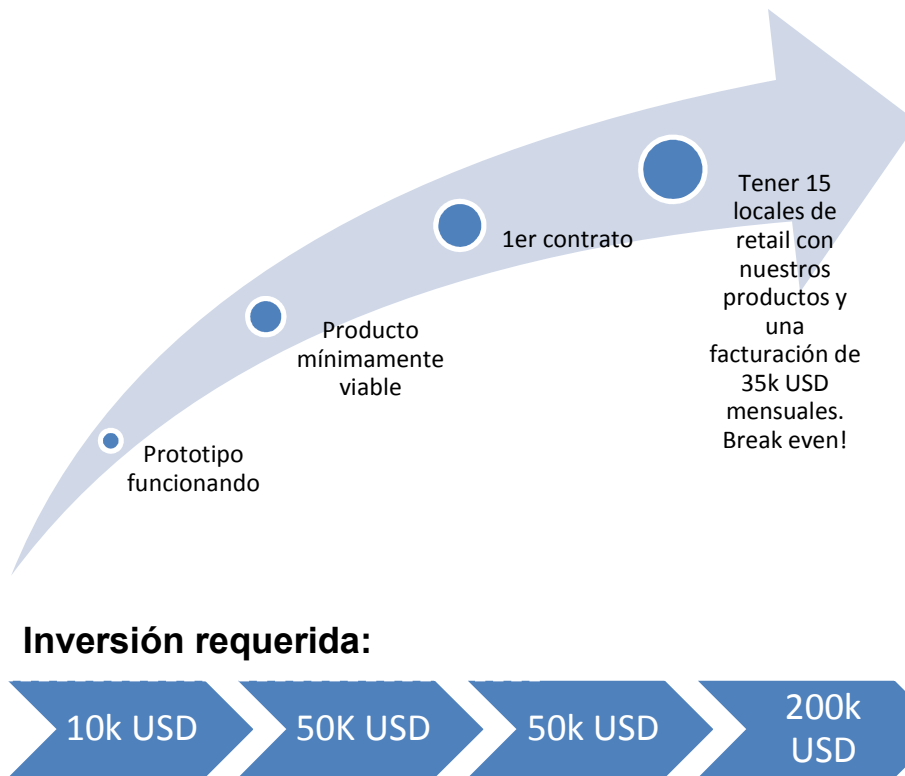 Prototipo
funcionando
Producto
mínimamente
viable
1er contrato
Tener 15
locales de
retail con
nuestros
productos y
una
facturación de
35k USD
mensuales.
Break even!
Inversión requerida:
10k USD
50K USD
50k USD
200k
USD